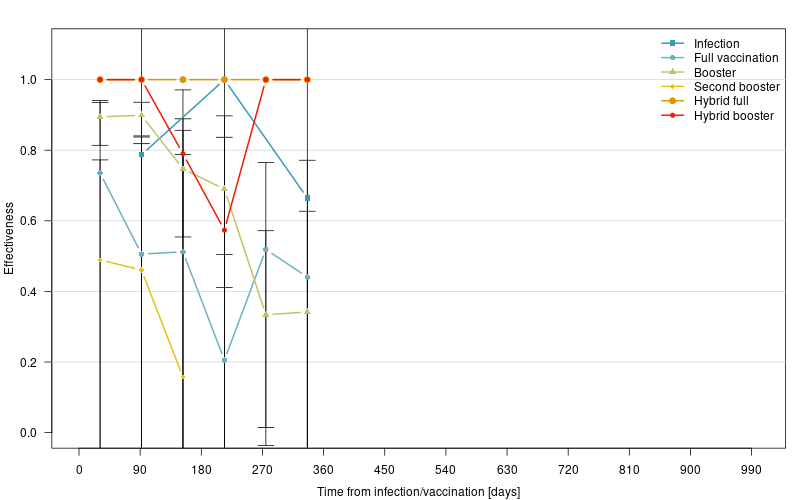 Infection
Full vaccination
Booster
Second booster
Hybrid full
Hybrid booster
Effectiveness
1.0
0.8
0.6
0.4
0.2
0.0
0 90 180 270 360 450 540 630 720 810 900 990
Time from infection/vaccination [days]